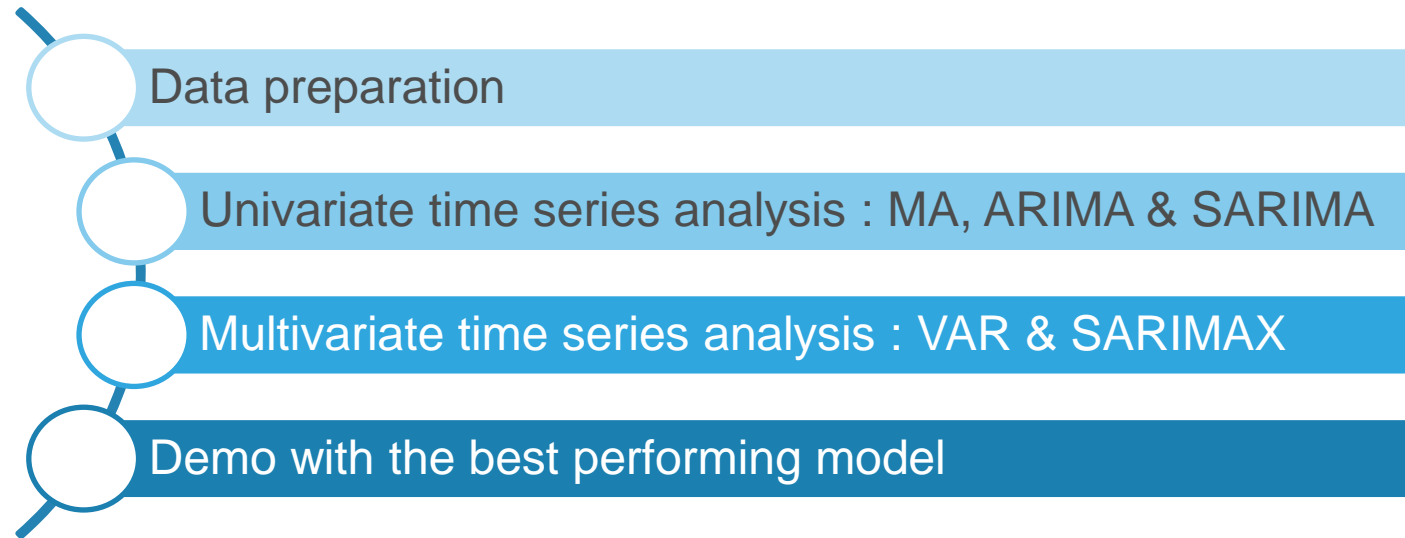 Data preparation
Univariate time series analysis : MA, ARIMA & SARIMA
Multivariate time series analysis : VAR & SARIMAX
Demo with the best performing model